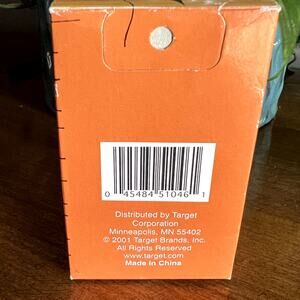 0 45484 51046 1
Distributed by Target
Corporation
Minneapolis, MN 55402
© 2001 Target Brands, Inc.
All Rights Reserved
www.target.com
Made in China